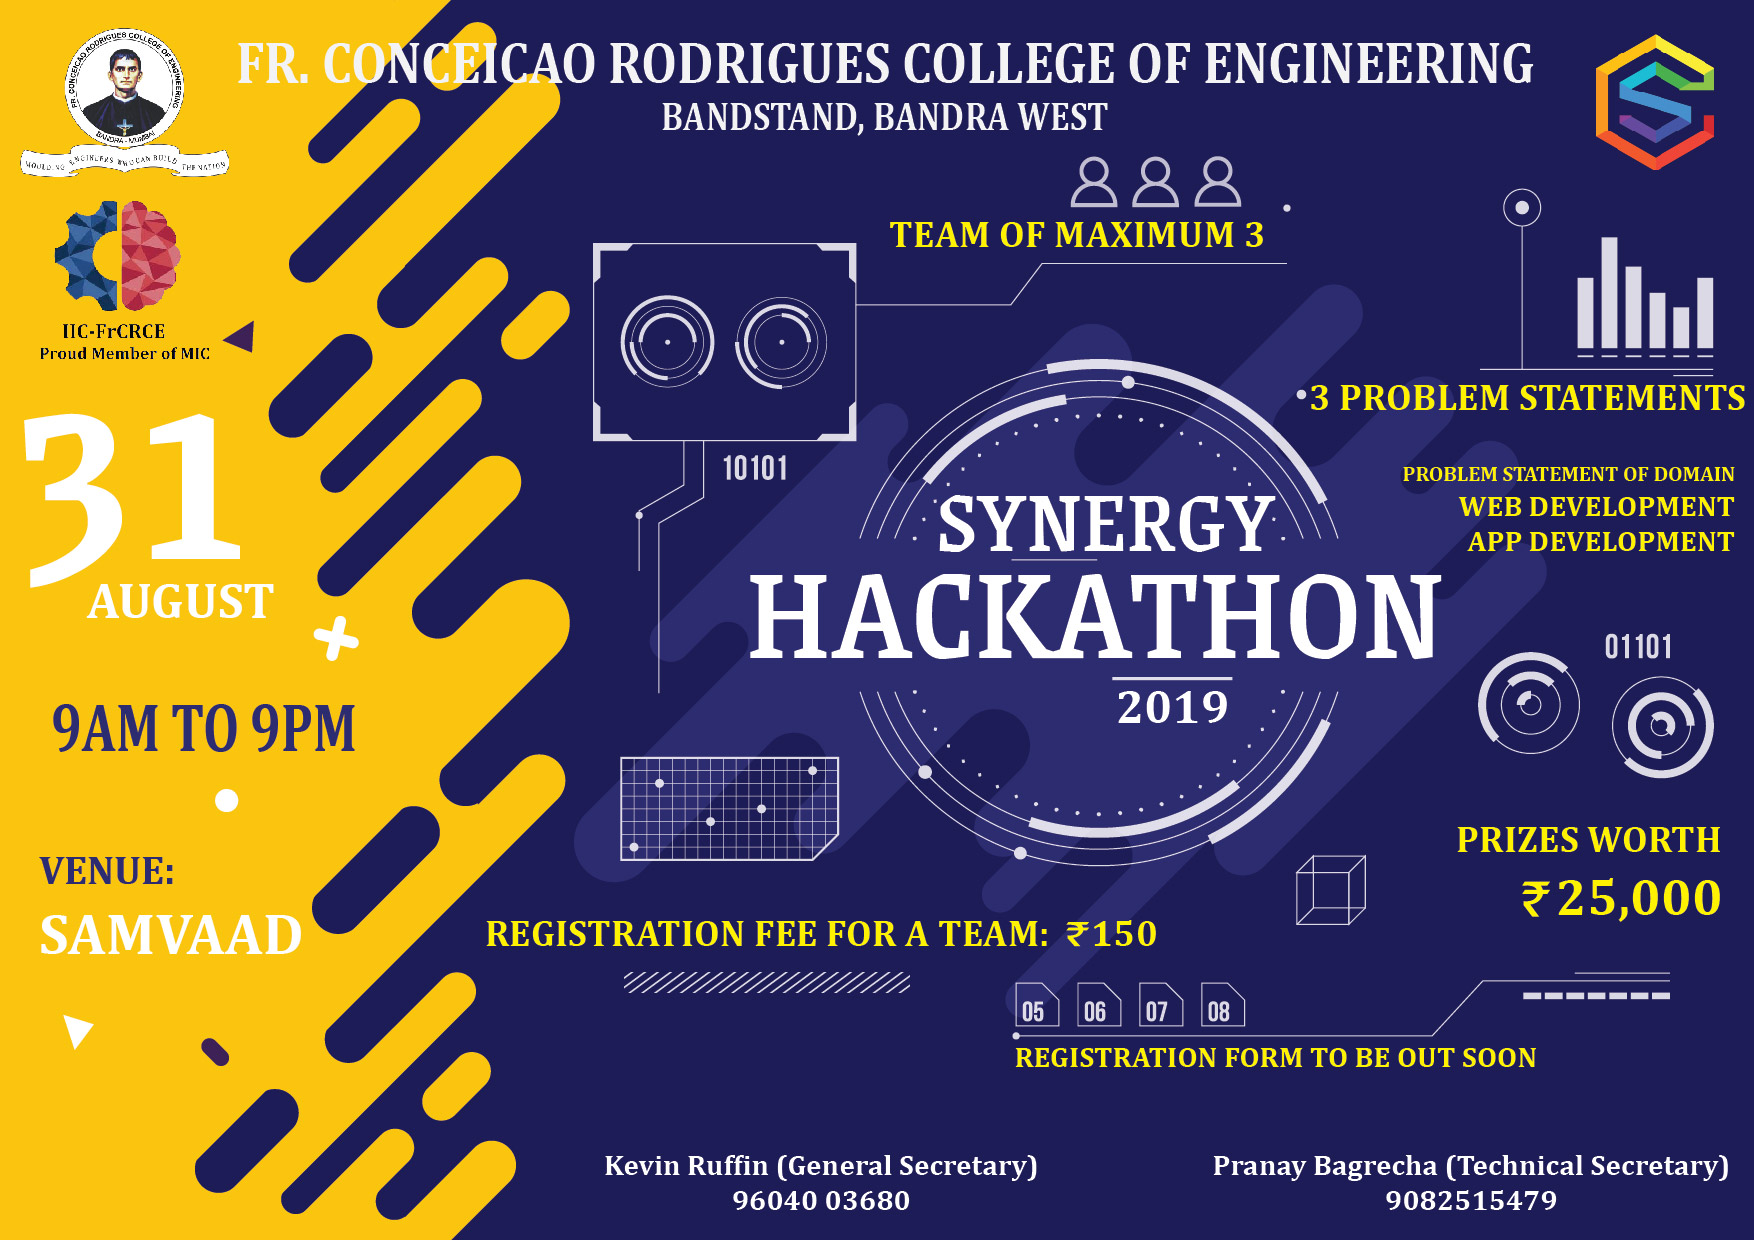 FR. CONCEICAO RODRIGUES COLLEGE OF ENGINEERING
BANDSTAND, BANDRA WEST
FR. CONCEICAO RODRIGUES COLLEGE OF ENGINEERING
BANDRA - MUMBAI
MOULDING ENGINEERS WHO CAN BUILD THE NATION
IIC-FrCRCE
Proud Member of MIC
31
AUGUST
9AM TO 9PM
VENUE:
SAMVAAD
TEAM OF MAXIMUM 3
10101
3 PROBLEM STATEMENTS
PROBLEM STATEMENT OF DOMAIN
WEB DEVELOPMENT
APP DEVELOPMENT
SYNERGY
HACKATHON
2019
01101
PRIZES WORTH
₹25,000
REGISTRATION FEE FOR A TEAM: ₹150
05 06 07 08
REGISTRATION FORM TO BE OUT SOON
Kevin Ruffin (General Secretary)
96040 03680
Pranay Bagrecha (Technical Secretary)
9082515479